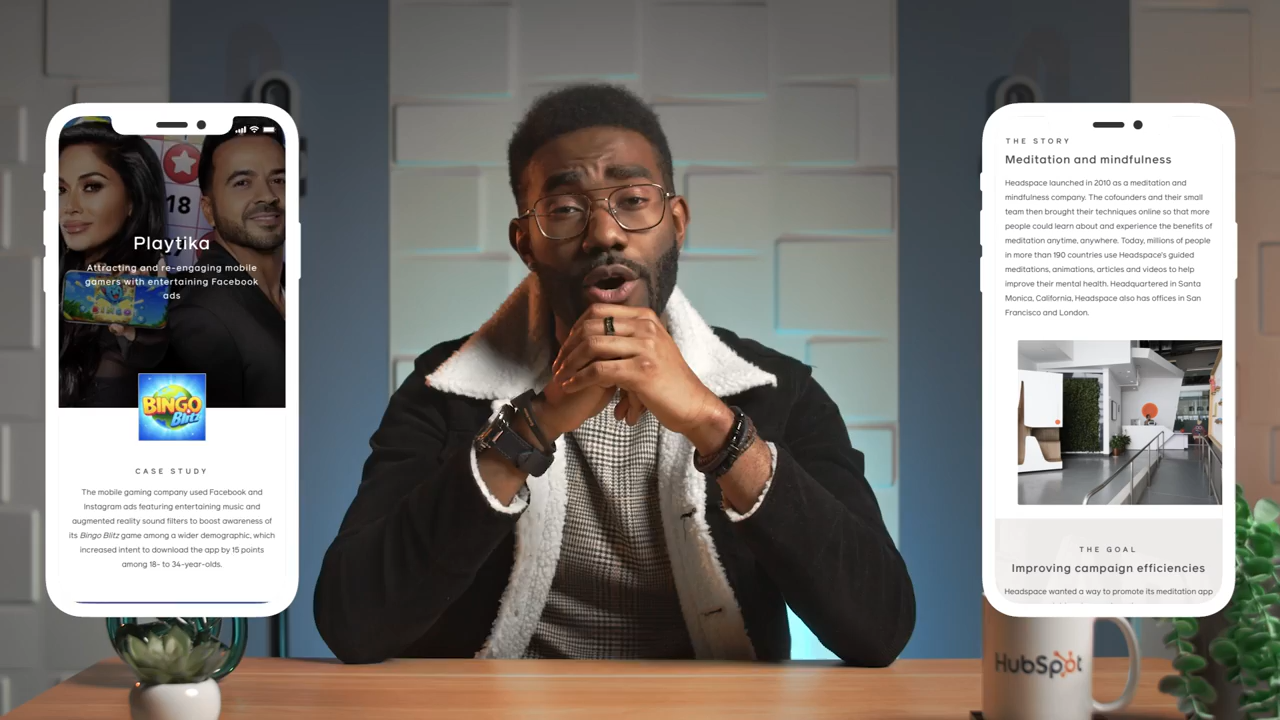 18
Playtika
Attracting and re-engaging mobile
gamers with entertaining Facebook
ads
BINGO
BINGO
Blitz
CASE STUDY
The mobile gaming company used Facebook and
Instagram ads featuring entertaining music and
augmented reality sound filters to boost awareness of
its Bingo Blitz game among a wider demographic, which
increased intent to download the app by 15 points
among 18- to 34-year-olds.
THE STORY
Meditation and mindfulness
Headspace launched in 2010 as a meditation and
mindfulness company. The cofounders and their small
team then brought their techniques online so that more
people could learn about and experience the benefits of
meditation anytime, anywhere. Today, millions of people
in more than 190 countries use Headspace's guided
meditations, animations, articles and videos to help
improve their mental health. Headquartered in Santa
Monica, California, Headspace also has offices in San
Francisco and London.
THE GOAL
Improving campaign efficiencies
Headspace wanted a way to promote its meditation app
HubSpot